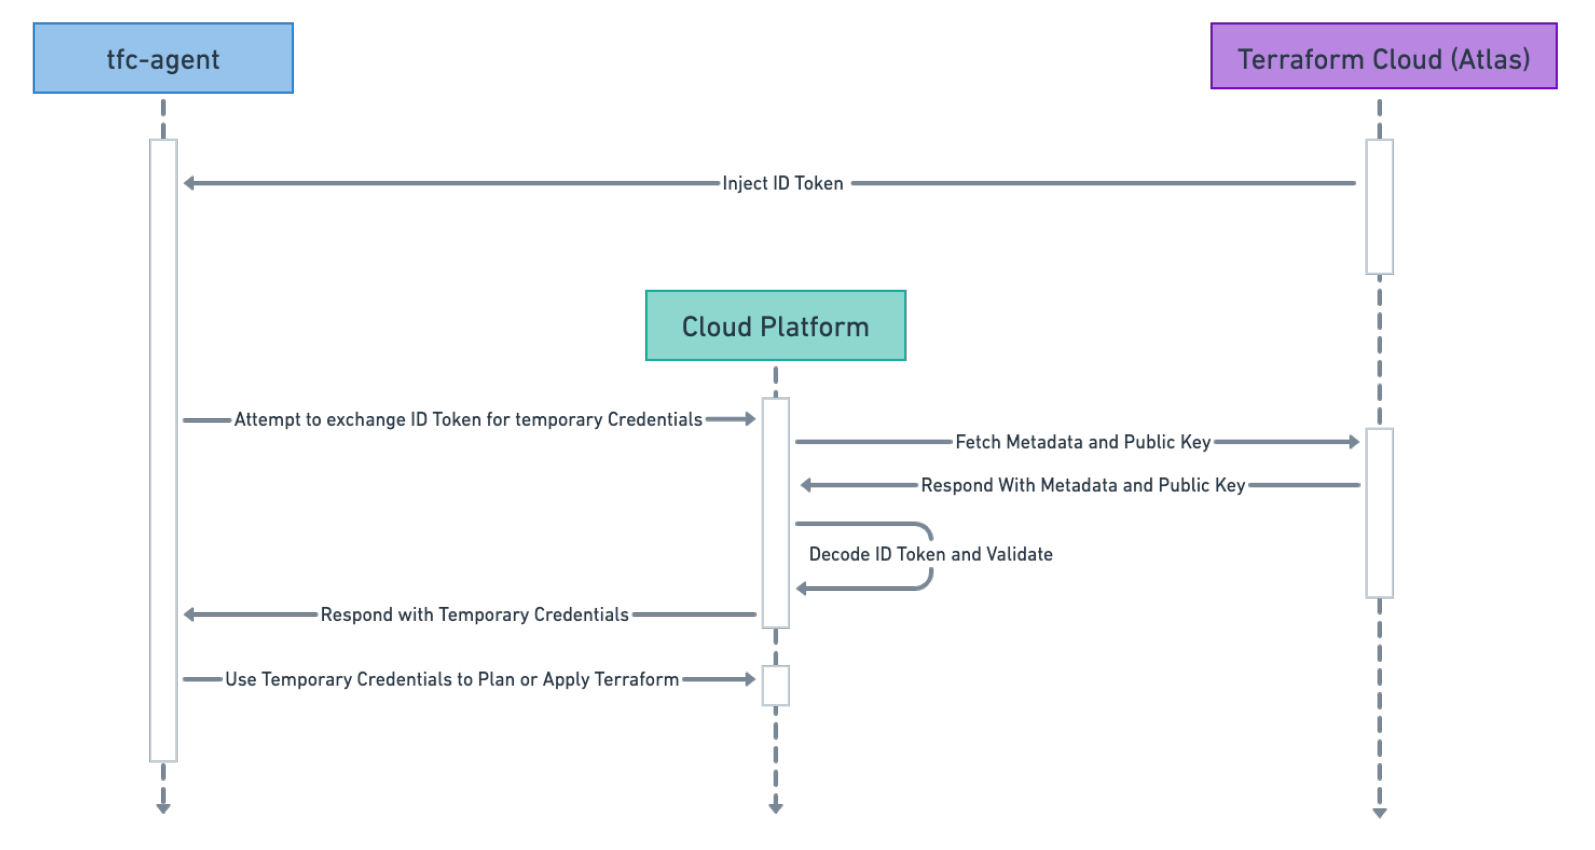 tfc-agent
Terraform Cloud (Atlas)
Inject ID Token
Cloud Platform
Attempt to exchange ID Token for temporary Credentials
Fetch Metadata and Public Key
Respond With Metadata and Public Key
Decode ID Token and Validate
Respond with Temporary Credentials
Use Temporary Credentials to Plan or Apply Terraform